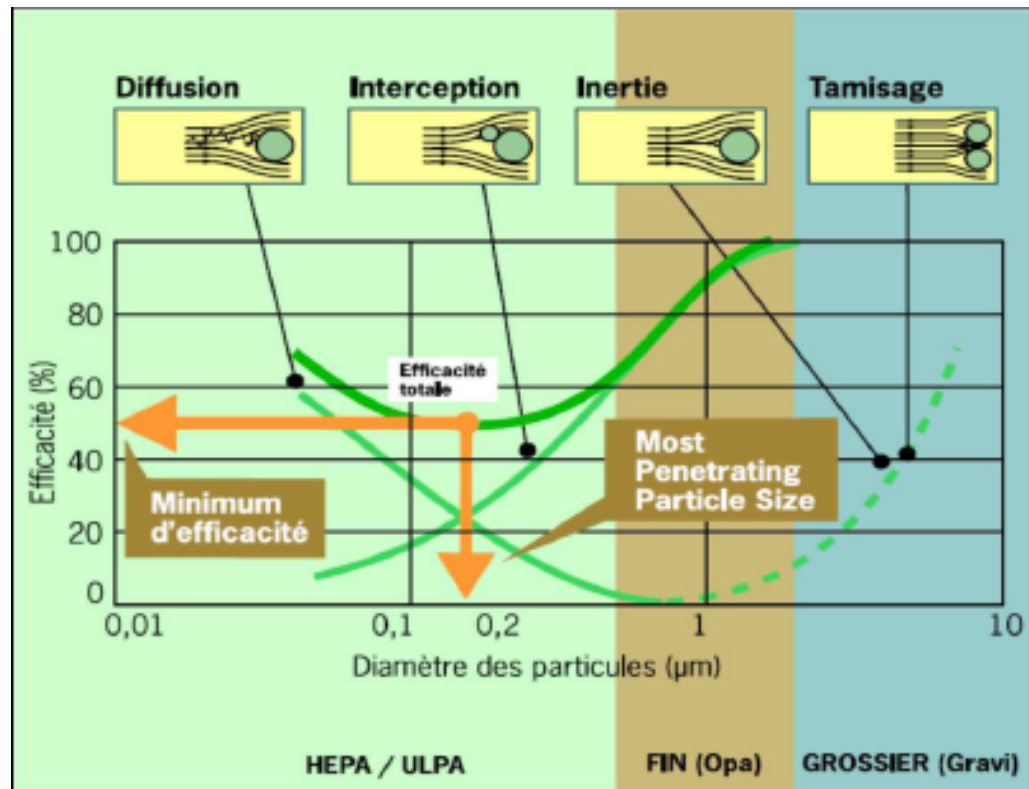 Diffusion
Interception
Inertie
Tamisage
Efficacité (%)
100
80
60
40
20
0
Efficacité
totale
Minimum
d'efficacité
Most
Penetrating
Particle Size
0,01
0,1
0,2
1
10
Diamètre des particules (µm)
HEPA / ULPA
FIN (Opa)
GROSSIER (Gravi)